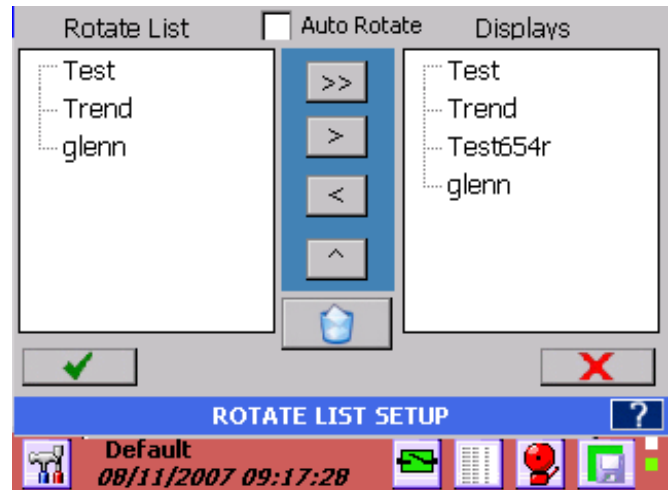 Rotate List
Auto Rotate
Displays
Test
Trend
glenn
>>
>
<
^
Test
Trend
Test654r
glenn
ROTATE LIST SETUP
?
Default
08/11/2007 09:17:28